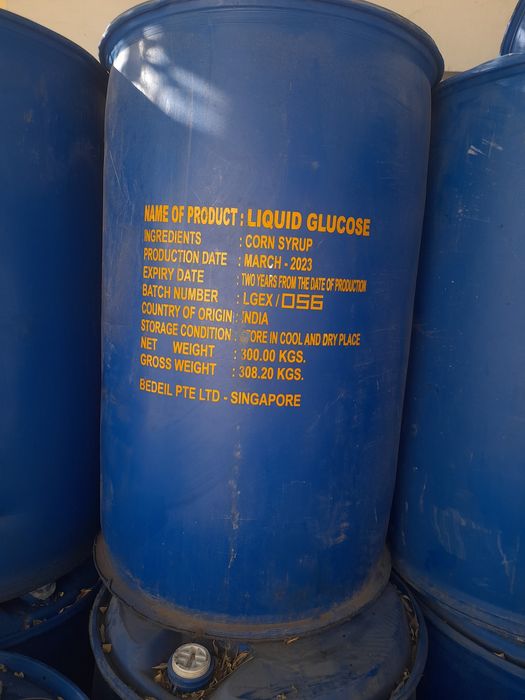 NAME OF PRODUCT : LIQUID GLUCOSE
INGREDIENTS : CORN SYRUP
PRODUCTION DATE : MARCH - 2023
EXPIRY DATE : TWO YEARS FROM THE DATE OF PRODUCTION
BATCH NUMBER : LGEX/056
COUNTRY OF ORIGIN : INDIA
STORAGE CONDITION : STORE IN COOL AND DRY PLACE
NET WEIGHT : 300.00 KGS.
GROSS WEIGHT : 308.20 KGS.
BEDEIL PTE LTD - SINGAPORE